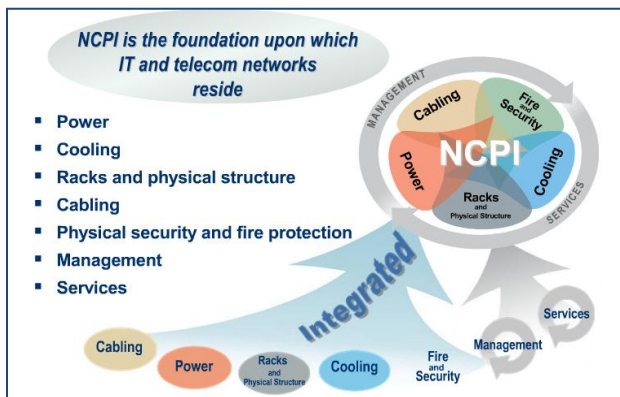 NCPI is the foundation upon which
IT and telecom networks
reside
Power
Cooling
Racks and physical structure
Cabling
Physical security and fire protection
Management
Services
MANAGEMENT
SERVICES
Cabling
Fire
and
Security
Power
NCPI
Cooling
Racks
and
Physical Structure
Integrated
Cabling
Power
Racks
and
Physical Structure
Cooling
Fire
and
Security
Management
Services